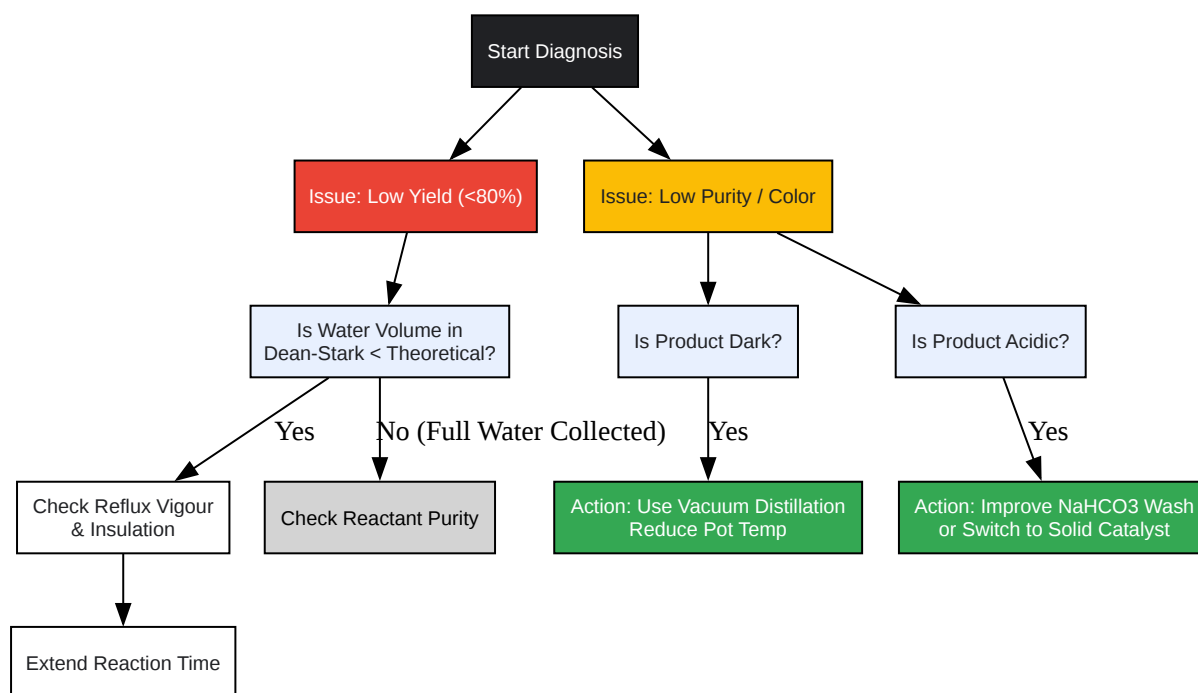 Start Diagnosis
Issue: Low Yield (<80%)
Issue: Low Purity / Color
Is Water Volume in
Dean-Stark < Theoretical?
Is Product Dark?
Is Product Acidic?
Yes
No (Full Water Collected)
Yes
Yes
Check Reflux Vigour
& Insulation
Check Reactant Purity
Action: Use Vacuum Distillation
Reduce Pot Temp
Action: Improve NaHCO3 Wash
or Switch to Solid Catalyst
Extend Reaction Time